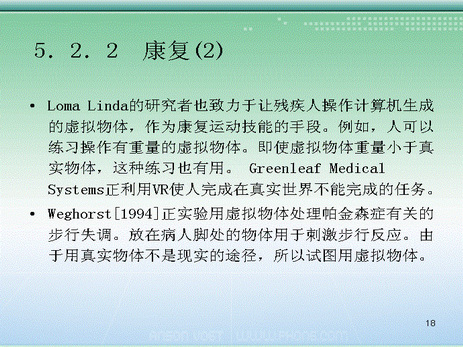 5．2．2 康复(2)
• Loma Linda的研究者也致力于让残疾人操作计算机生成
的虚拟物体，作为康复运动技能的手段。例如，人可以
练习操作有重量的虚拟物体。即使虚拟物体重量小于真
实物体，这种练习也有用。 Greenleaf Medical
Systems正利用VR使人完成在真实世界不能完成的任务。
• Weghorst[1994]正实验用虚拟物体处理帕金森症有关的
步行失调。放在病人脚处的物体用于刺激步行反应。由
于用真实物体不是现实的途径，所以试图用虚拟物体。
18